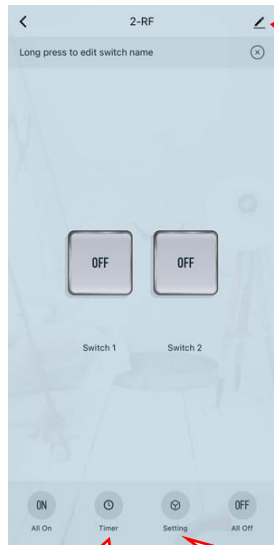 2-RF
Long press to edit switch name
OFF OFF
Switch 1 Switch 2
ON OFF
All On Timer Setting All Off